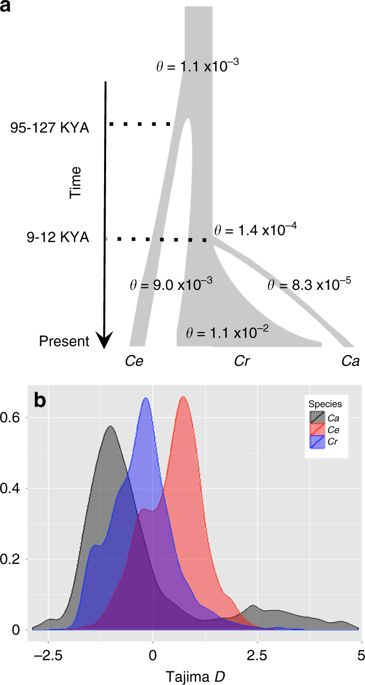 a
θ = 1.1 x10⁻³
95-127 KYA
Time
9-12 KYA
θ = 1.4 x10⁻⁴
θ = 9.0 x10⁻³
θ = 8.3 x10⁻⁵
θ = 1.1 x10⁻²
Present
Ce Cr Ca
b
Species
Ca
Ce
Cr
0.6
0.4
0.2
0
−2.5 0 2.5 5
Tajima D